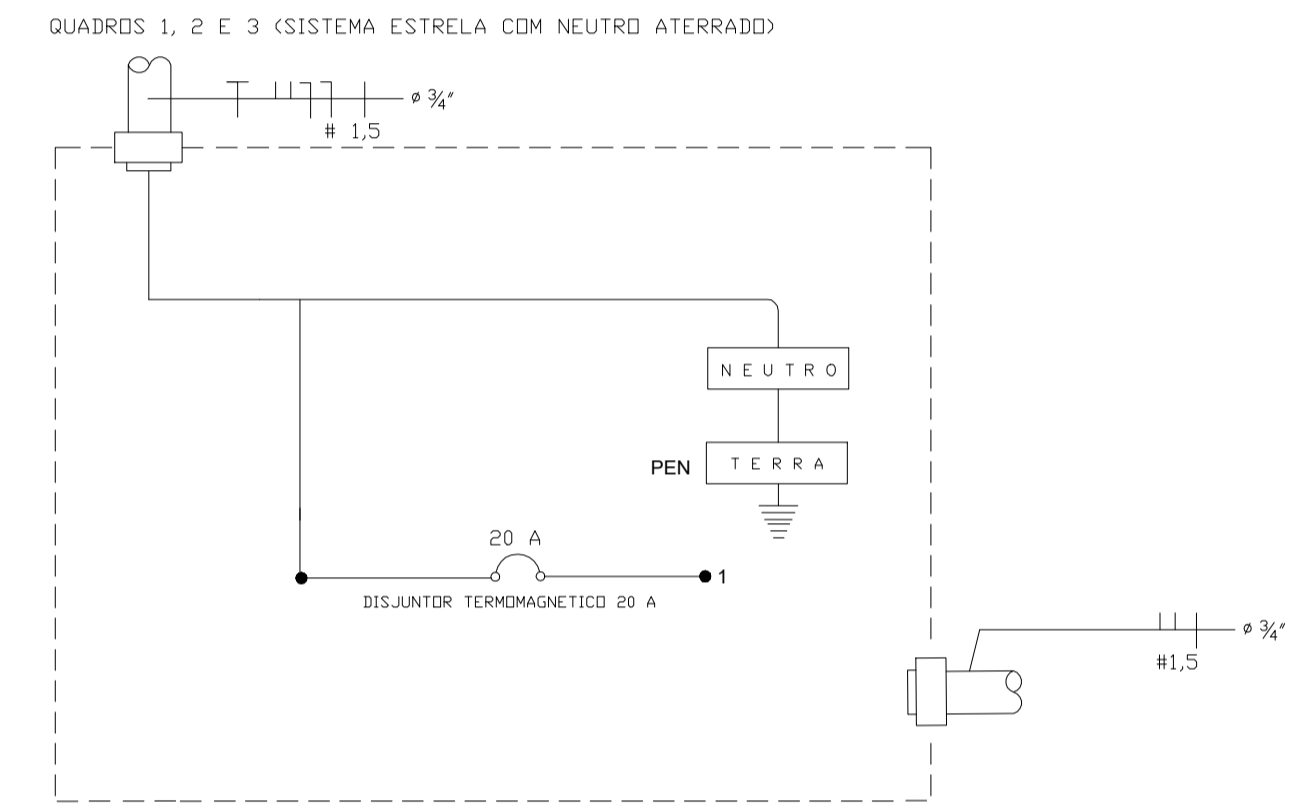 QUADROS 1, 2 E 3 (SISTEMA ESTRELA COM NEUTRO ATERRADO)
ø 3/4"
# 1,5
NEUTRO
PEN
TERRA
20 A
1
DISJUNTOR TERMOMAGNETICO 20 A
ø 3/4"
#1,5